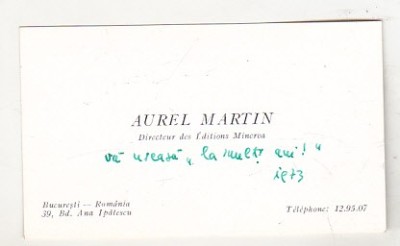 AUREL MARTIN
Directeur des Éditions Minerva
vă urează „la mulți ani!"
1973
București — România
39, Bd. Ana Ipătescu
Téléphone: 12.95.07